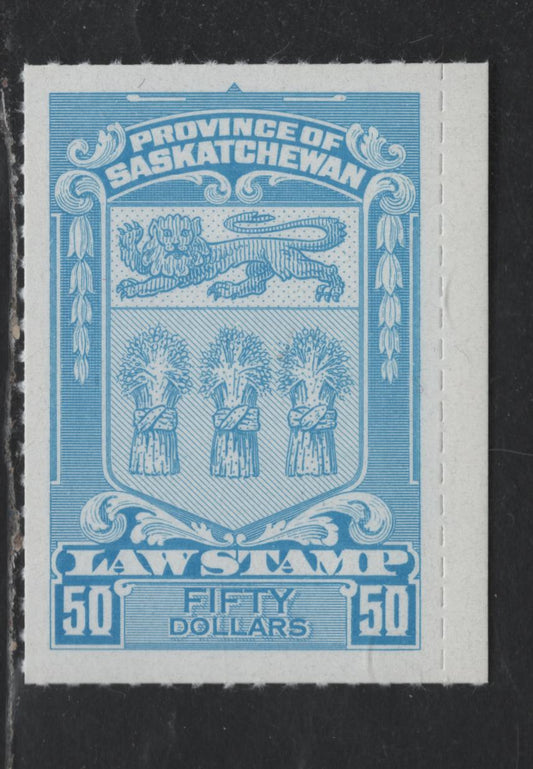 PROVINCE OF
SASKATCHEWAN
LAW STAMP
50 FIFTY 50
DOLLARS